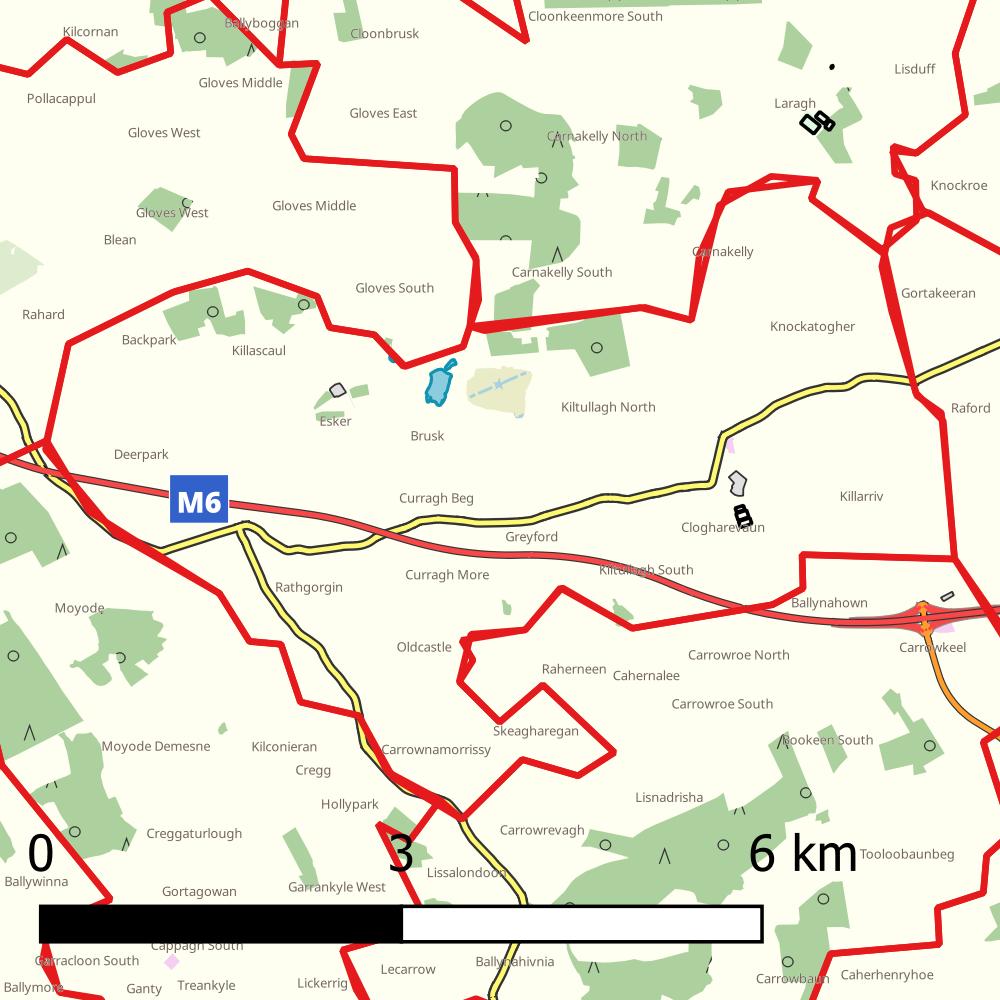 Cloonkeenmore South
Ballyboggan
Kilcornan
Cloonbrusk
Lisduff
Gloves Middle
Pollacappul
Laragh
Gloves East
Gloves West
Carnakelly North
Knockroe
Gloves Middle
Gloves West
Blean
Carnakelly
Carnakelly South
Gloves South
Gortakeeran
Rahard
Knockatogher
Backpark
Killascaul
Kiltullagh North
Raford
Esker
Brusk
Deerpark
Killarriv
Curragh Beg
M6
Clogharevaun
Greyford
Kiltullagh South
Curragh More
Rathgorgin
Ballynahown
Moyode
Oldcastle
Carrowkeel
Carrowroe North
Raherneen
Cahernalee
Carrowroe South
Skeagharegan
Bookeen South
Moyode Demesne
Kilconieran
Carrownamorrissy
Cregg
Lisnadrisha
Hollypark
Carrowrevagh
Creggaturlough
0
3
6 km
Tooloobaunbeg
Lissalondoon
Ballywinna
Garrankyle West
Gortagowan
Cappagh South
Garracloon South
Ballynahivnia
Lecarrow
Carrowbaun
Caherhenryhoe
Lickerrig
Treankyle
Ganty
Ballymore